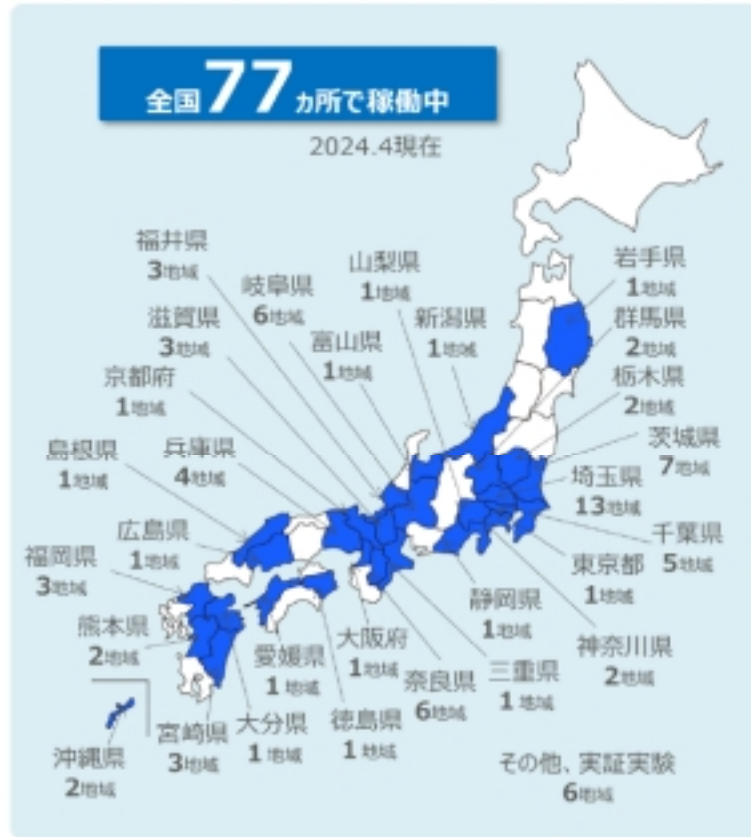 全国77ヵ所で稼働中
2024.4現在
福井県
3地域
山梨県
1地域
岩手県
1地域
岐阜県
6地域
滋賀県
3地域
新潟県
1地域
群馬県
2地域
富山県
1地域
京都府
1地域
栃木県
2地域
島根県
1地域
兵庫県
4地域
茨城県
7地域
埼玉県
13地域
広島県
1地域
千葉県
5地域
福岡県
3地域
東京都
1地域
静岡県
1地域
熊本県
2地域
大阪府
1地域
神奈川県
2地域
愛媛県
1地域
三重県
1地域
奈良県
6地域
徳島県
1地域
大分県
1地域
宮崎県
3地域
沖縄県
2地域
その他、実証実験
6地域